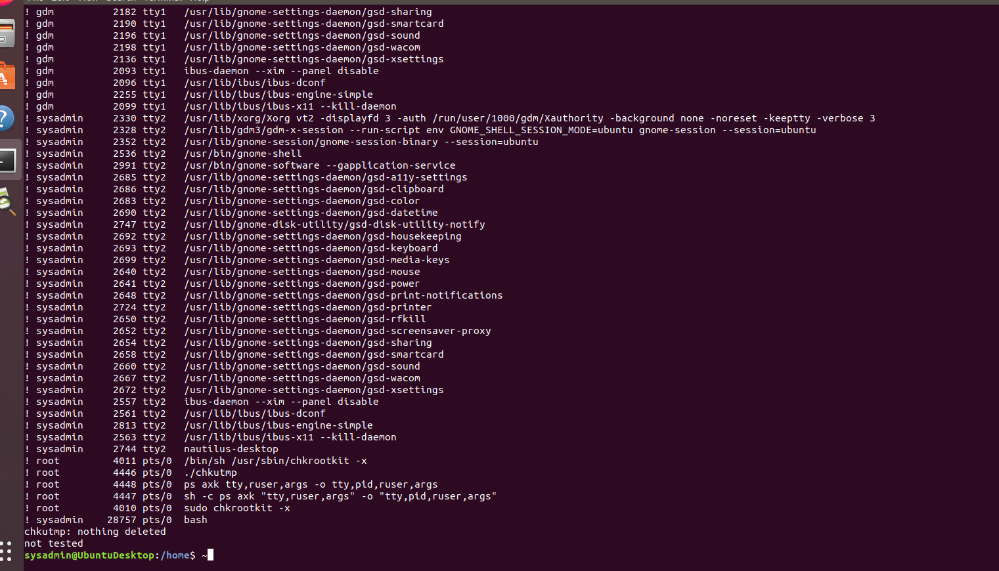 ! gdm 2182 tty1 /usr/lib/gnome-settings-daemon/gsd-sharing
! gdm 2190 tty1 /usr/lib/gnome-settings-daemon/gsd-smartcard
! gdm 2196 tty1 /usr/lib/gnome-settings-daemon/gsd-sound
! gdm 2198 tty1 /usr/lib/gnome-settings-daemon/gsd-wacom
! gdm 2136 tty1 /usr/lib/gnome-settings-daemon/gsd-xsettings
! gdm 2093 tty1 ibus-daemon --xim --panel disable
! gdm 2096 tty1 /usr/lib/ibus/ibus-dconf
! gdm 2255 tty1 /usr/lib/ibus/ibus-engine-simple
! gdm 2099 tty1 /usr/lib/ibus/ibus-x11 --kill-daemon
! sysadmin 2330 tty2 /usr/lib/xorg/Xorg vt2 -displayfd 3 -auth /run/user/1000/gdm/Xauthority -background none -noreset -keeptty -verbose 3
! sysadmin 2328 tty2 /usr/lib/gdm3/gdm-x-session --run-script env GNOME_SHELL_SESSION_MODE=ubuntu gnome-session --session=ubuntu
! sysadmin 2352 tty2 /usr/lib/gnome-session/gnome-session-binary --session=ubuntu
! sysadmin 2536 tty2 /usr/bin/gnome-shell
! sysadmin 2991 tty2 /usr/bin/gnome-software --gapplication-service
! sysadmin 2685 tty2 /usr/lib/gnome-settings-daemon/gsd-a11y-settings
! sysadmin 2686 tty2 /usr/lib/gnome-settings-daemon/gsd-clipboard
! sysadmin 2683 tty2 /usr/lib/gnome-settings-daemon/gsd-color
! sysadmin 2690 tty2 /usr/lib/gnome-settings-daemon/gsd-datetime
! sysadmin 2747 tty2 /usr/lib/gnome-disk-utility/gsd-disk-utility-notify
! sysadmin 2692 tty2 /usr/lib/gnome-settings-daemon/gsd-housekeeping
! sysadmin 2693 tty2 /usr/lib/gnome-settings-daemon/gsd-keyboard
! sysadmin 2699 tty2 /usr/lib/gnome-settings-daemon/gsd-media-keys
! sysadmin 2640 tty2 /usr/lib/gnome-settings-daemon/gsd-mouse
! sysadmin 2641 tty2 /usr/lib/gnome-settings-daemon/gsd-power
! sysadmin 2648 tty2 /usr/lib/gnome-settings-daemon/gsd-print-notifications
! sysadmin 2724 tty2 /usr/lib/gnome-settings-daemon/gsd-printer
! sysadmin 2650 tty2 /usr/lib/gnome-settings-daemon/gsd-rfkill
! sysadmin 2652 tty2 /usr/lib/gnome-settings-daemon/gsd-screensaver-proxy
! sysadmin 2654 tty2 /usr/lib/gnome-settings-daemon/gsd-sharing
! sysadmin 2658 tty2 /usr/lib/gnome-settings-daemon/gsd-smartcard
! sysadmin 2660 tty2 /usr/lib/gnome-settings-daemon/gsd-sound
! sysadmin 2667 tty2 /usr/lib/gnome-settings-daemon/gsd-wacom
! sysadmin 2672 tty2 /usr/lib/gnome-settings-daemon/gsd-xsettings
! sysadmin 2557 tty2 ibus-daemon --xim --panel disable
! sysadmin 2561 tty2 /usr/lib/ibus/ibus-dconf
! sysadmin 2813 tty2 /usr/lib/ibus/ibus-engine-simple
! sysadmin 2563 tty2 /usr/lib/ibus/ibus-x11 --kill-daemon
! sysadmin 2744 tty2 nautilus-desktop
! root 4011 pts/0 /bin/sh /usr/sbin/chkrootkit -x
! root 4446 pts/0 ./chkutmp
! root 4448 pts/0 ps axk tty,ruser,args -o tty,pid,ruser,args
! root 4447 pts/0 sh -c ps axk "tty,ruser,args" -o "tty,pid,ruser,args"
! root 4010 pts/0 sudo chkrootkit -x
! sysadmin 28757 pts/0 bash
chkutmp: nothing deleted
not tested
sysadmin@UbuntuDesktop:/home$ ~